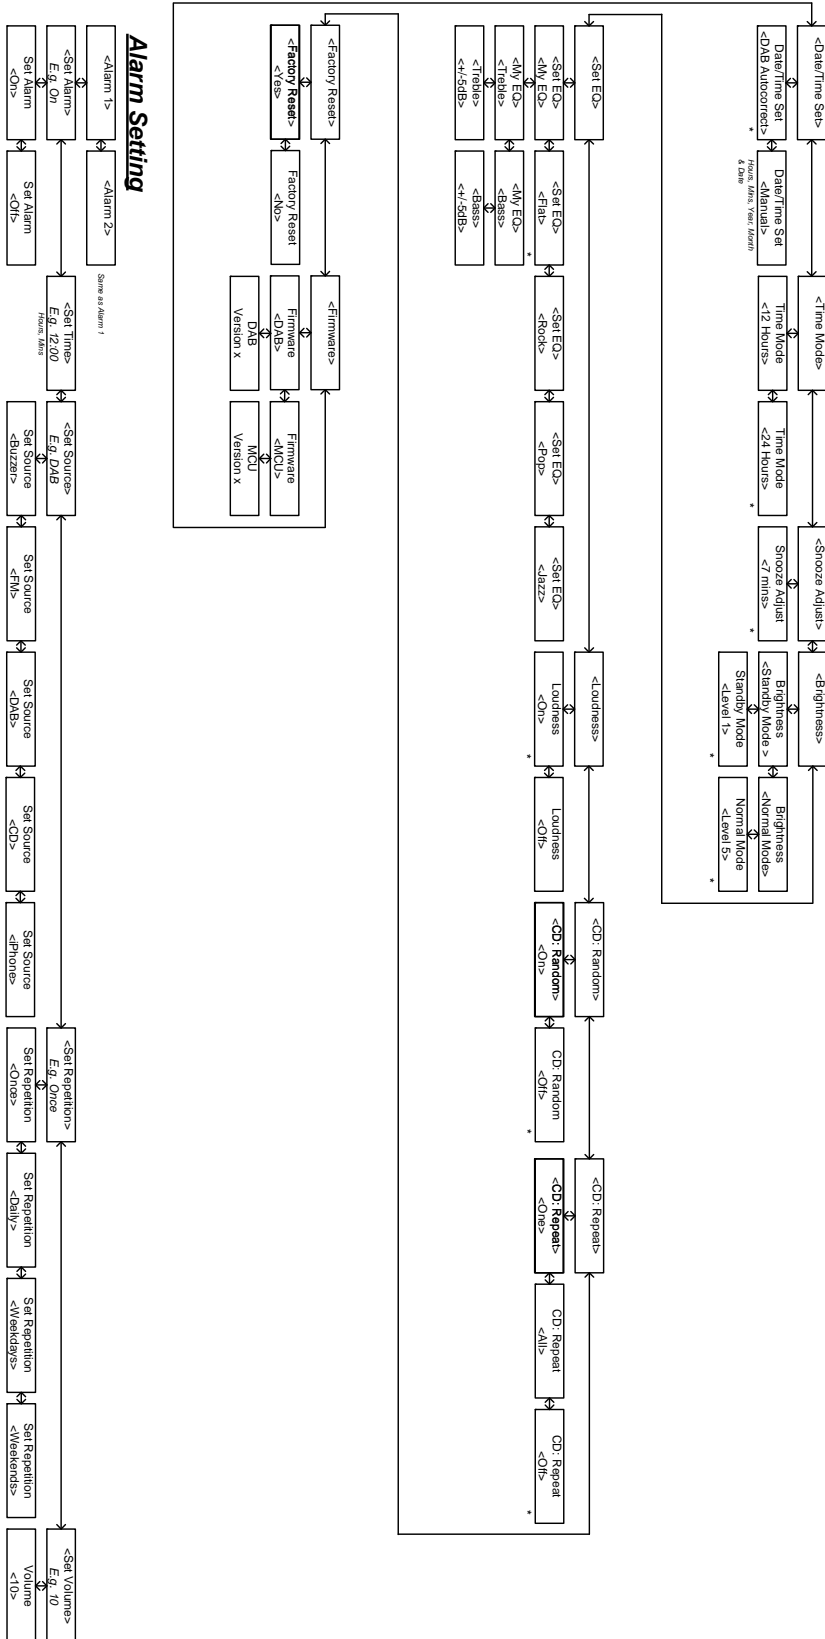 <Date/Time Set>
Date/Time Set
<DAB Autocorrect>
*
Date/Time Set
<Manual>
Hours, Mins, Year, Month
& Date
<Time Mode>
Time Mode
<12 Hours>
Time Mode
<24 Hours>
*
<Snooze Adjust>
Snooze Adjust
<7 mins>
*
<Brightness>
Brightness
<Standby Mode >
Standby Mode
<Level 1>
*
Brightness
<Normal Mode>
Normal Mode
<Level 5>
*
<Set EQ>
<Set EQ>
<My EQ>
<My EQ>
<Treble>
<Treble>
<+/-5dB>
<Set EQ>
<Flat>
*
<My EQ>
<Bass>
<Bass>
<+/-5dB>
<Set EQ>
<Rock>
<Set EQ>
<Pop>
<Set EQ>
<Jazz>
<Loudness>
Loudness
<On>
*
Loudness
<Off>
<CD: Random>
<CD: Random>
<On>
CD: Random
<Off>
*
<CD: Repeat>
<CD: Repeat>
<One>
CD: Repeat
<All>
CD: Repeat
<Off>
*
<Factory Reset>
<Factory Reset>
<Yes>
Factory Reset
<No>
<Firmware>
Firmware
<DAB>
DAB
Version x
Firmware
<MCU>
MCU
Version x
Alarm Setting
<Alarm 1>
<Alarm 2>
Same as Alarm 1
<Set Alarm>
E.g. On
Set Alarm
<On>
Set Alarm
<Off>
<Set Time>
E.g. 12:00
Hours, Mins
<Set Source>
E.g. DAB
Set Source
<Buzzer>
Set Source
<FM>
Set Source
<DAB>
Set Source
<CD>
Set Source
<iPhone>
<Set Repetition>
E.g. Once
Set Repetition
<Once>
Set Repetition
<Daily>
Set Repetition
<Weekdays>
Set Repetition
<Weekends>
<Set Volume>
E.g. 10
Volume
<10>